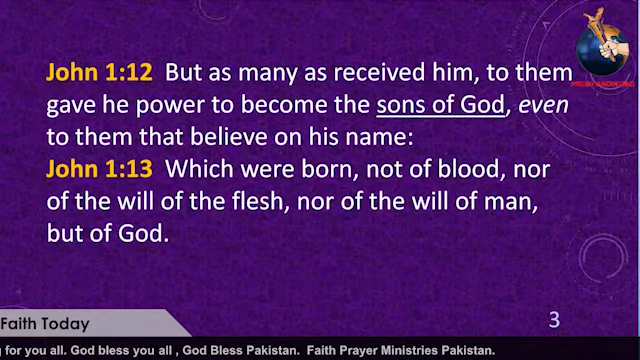 John 1:12 But as many as received him, to them
gave he power to become the sons of God, even
to them that believe on his name:
John 1:13 Which were born, not of blood, nor
of the will of the flesh, nor of the will of man,
but of God.
3
Faith Today
for you all. God bless you all , God Bless Pakistan. Faith Prayer Ministries Pakistan.